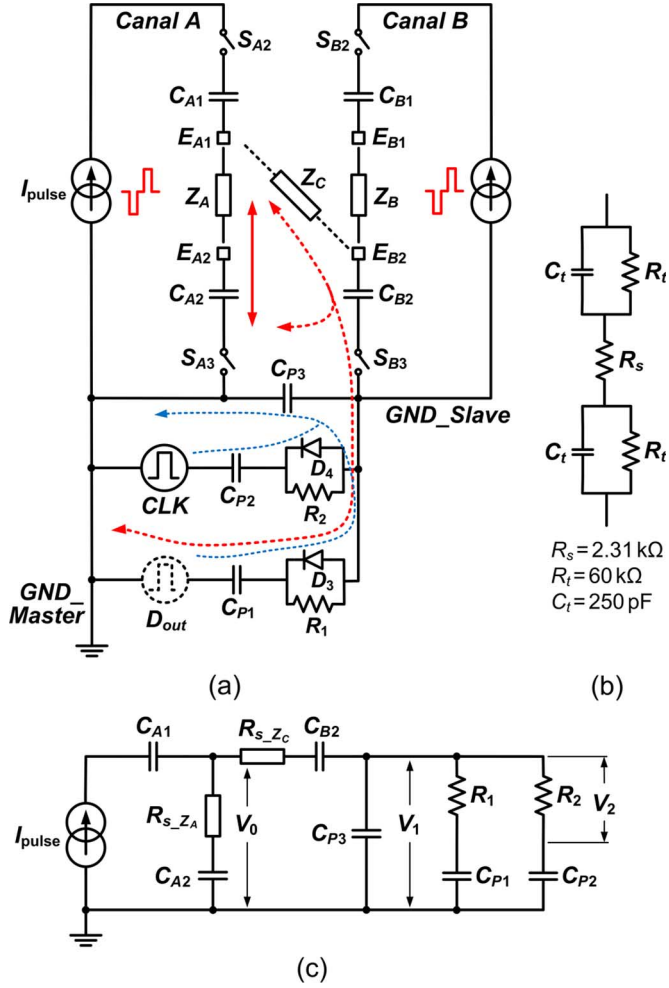 Canal A
Canal B
S_A2
S_B2
C_A1
C_B1
E_A1
E_B1
I_pulse
Z_A
Z_C
Z_B
E_A2
E_B2
C_A2
C_B2
S_A3
S_B3
C_P3
GND_Slave
CLK
C_P2
D_4
R_2
GND_
Master
D_out
C_P1
D_3
R_1
(a)
C_t
R_t
R_s
C_t
R_t
R_s = 2.31 kΩ
R_t = 60 kΩ
C_t = 250 pF
(b)
C_A1
R_s_Z_C
C_B2
I_pulse
R_s_Z_A
V_0
C_A2
C_P3
V_1
R_1
R_2
V_2
C_P1
C_P2
(c)